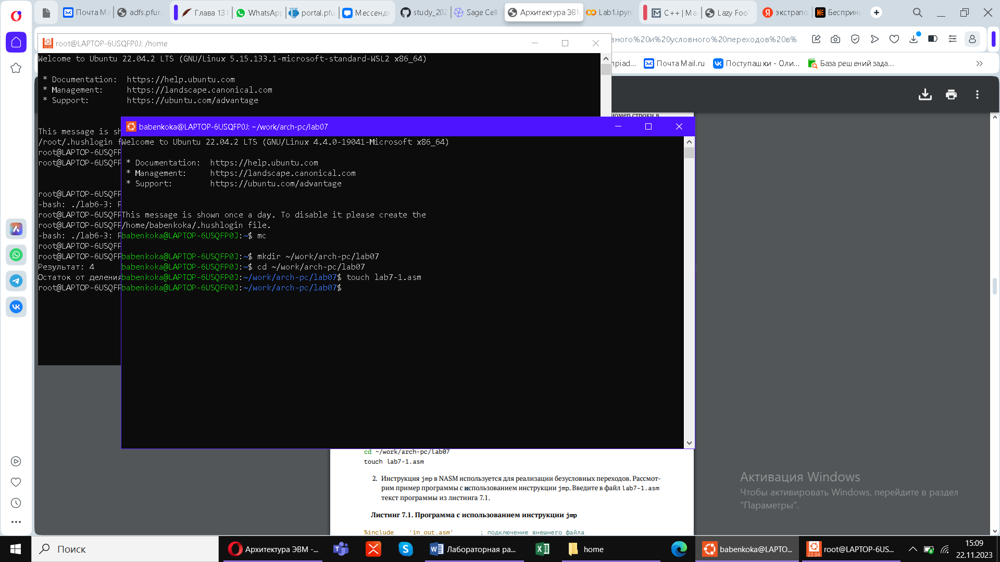 Почта Ma
adfs.pfur.
Глава 13 F
WhatsApp
portal.pfu
Мессендж
study_202
Sage Cell
Архитектура ЭВМ
Lab1.ipyn
C++ | Ма
Lazy Foo'
экстрапо
Беспринц
вного%20и%20условного%20переходов%20в%
npiad...
Почта Mail.ru
Поступашки - Оли...
База решений зада...
root@LAPTOP-6USQFP0J: /home
Welcome to Ubuntu 22.04.2 LTS (GNU/Linux 5.15.133.1-microsoft-standard-WSL2 x86_64)
* Documentation: https://help.ubuntu.com
* Management: https://landscape.canonical.com
* Support: https://ubuntu.com/advantage
номер строки в
This message is sh
/root/.hushlogin f
root@LAPTOP-6USQFP
root@LAPTOP-6USQFP
root@LAPTOP-6USQFP
-bash: ./lab6-3: P
root@LAPTOP-6USQFP
root@LAPTOP-6USQFP
-bash: ./lab6-3: P
root@LAPTOP-6USQFP
root@LAPTOP-6USQFP
Результат: 4
Остаток от деления
root@LAPTOP-6USQFP
babenkoka@LAPTOP-6USQFP0J: ~/work/arch-pc/lab07
Welcome to Ubuntu 22.04.2 LTS (GNU/Linux 4.4.0-19041-Microsoft x86_64)
* Documentation: https://help.ubuntu.com
* Management: https://landscape.canonical.com
* Support: https://ubuntu.com/advantage
This message is shown once a day. To disable it please create the
/home/babenkoka/.hushlogin file.
babenkoka@LAPTOP-6USQFP0J:~$ mc
babenkoka@LAPTOP-6USQFP0J:~$ mkdir ~/work/arch-pc/lab07
babenkoka@LAPTOP-6USQFP0J:~$ cd ~/work/arch-pc/lab07
babenkoka@LAPTOP-6USQFP0J:~/work/arch-pc/lab07$ touch lab7-1.asm
babenkoka@LAPTOP-6USQFP0J:~/work/arch-pc/lab07$
cd ~/work/arch-pc/lab07
touch lab7-1.asm
2. Инструкция jmp в NASM используется для реализации безусловных переходов. Рассмот-
рим пример программы с использованием инструкции jmp. Введите в файл lab7-1.asm
текст программы из листинга 7.1.
Листинг 7.1. Программа с использованием инструкции jmp
%include 'in_out.asm' ; подключение внешнего файла
Активация Windows
Чтобы активировать Windows, перейдите в раздел
"Параметры".
Поиск
Архитектура ЭВМ -...
Лабораторная ра...
home
babenkoka@LAPTO...
22.04
root@LAPTOP-6US...
15:09
22.11.2023